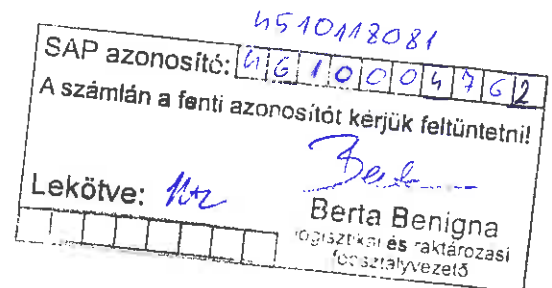 4510118081
SAP azonosító: 4610004762
A számlán a fenti azonosítót kérjük feltüntetni!
Lekötve:
Berta Benigna
logisztikai és raktározási
főosztályvezető